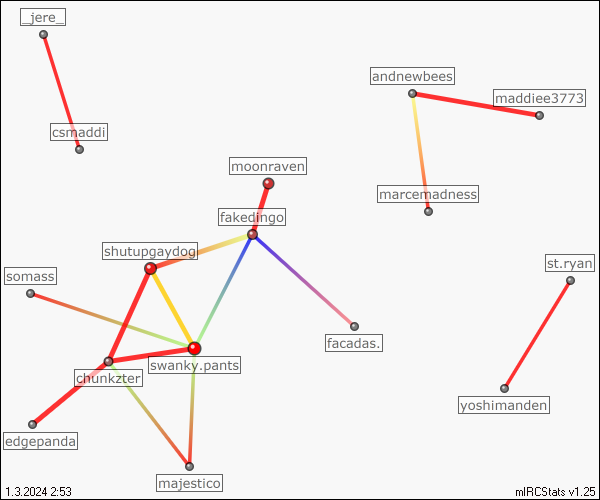 _jere_
andnewbees
maddiee3773
csmaddi
moonraven
marcemadness
fakedingo
shutupgaydog
st.ryan
somass
facadas.
swanky.pants
chunkzter
yoshimanden
edgepanda
majestico
1.3.2024 2:53
mIRCStats v1.25